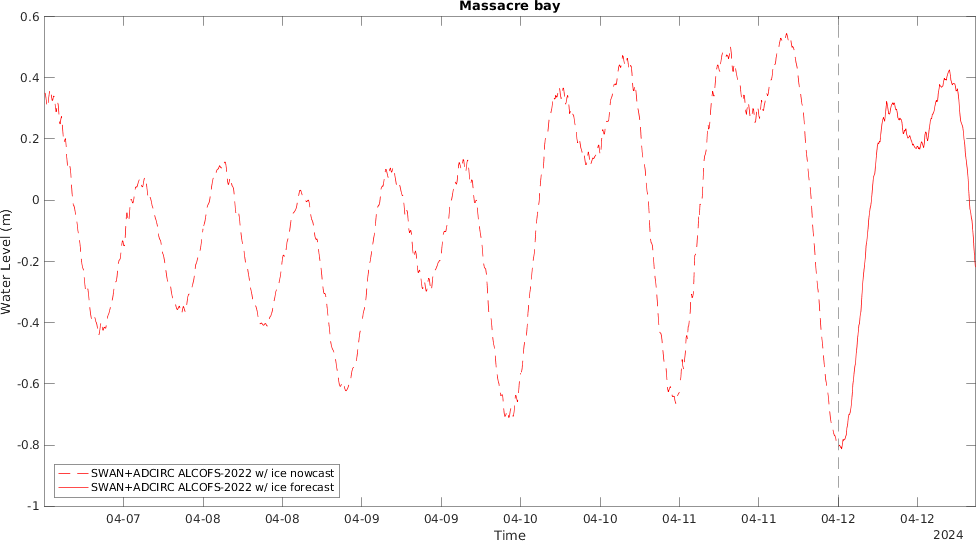 Massacre bay
0.6
0.4
0.2
0
-0.2
-0.4
-0.6
-0.8
-1
Water Level (m)
SWAN+ADCIRC ALCOFS-2022 w/ ice nowcast
SWAN+ADCIRC ALCOFS-2022 w/ ice forecast
04-07 04-08 04-08 04-09 04-09 04-10 04-10 04-11 04-11 04-12 04-12
Time
2024